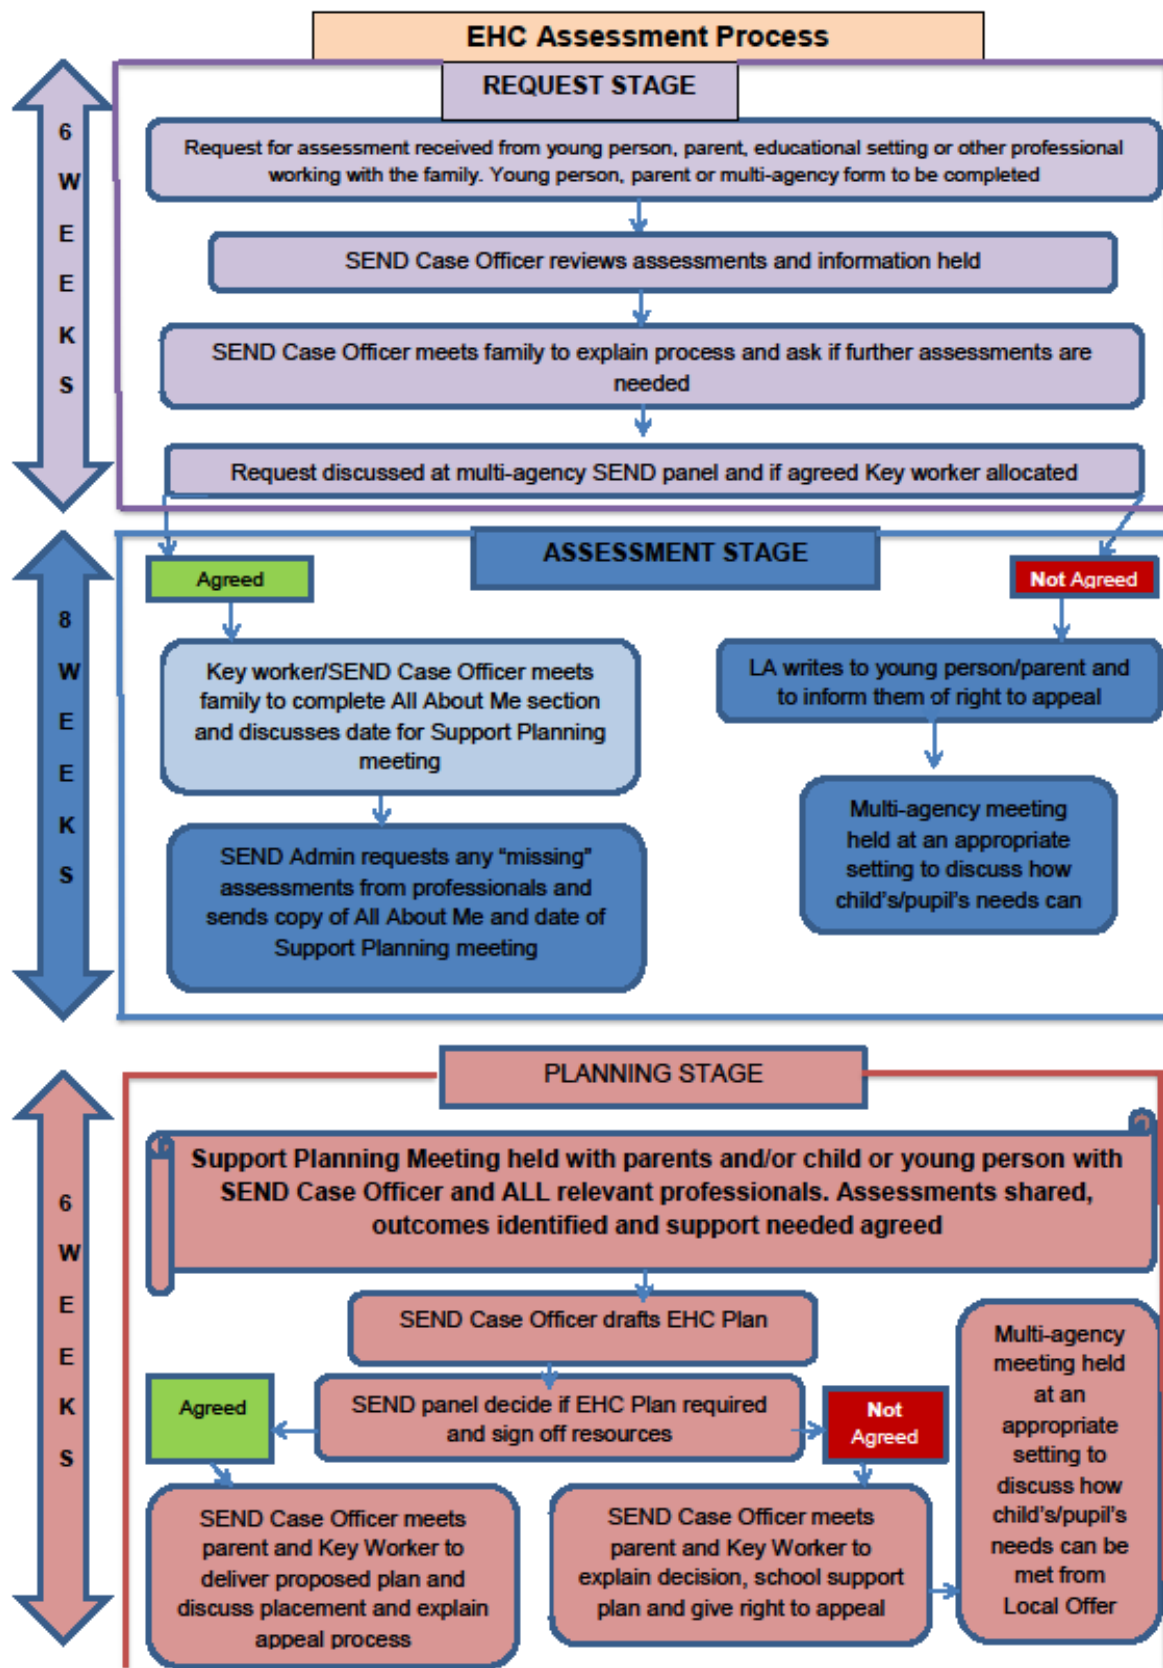 EHC Assessment Process
REQUEST STAGE
6
W
E
E
K
S
Request for assessment received from young person, parent, educational setting or other professional
working with the family. Young person, parent or multi-agency form to be completed
SEND Case Officer reviews assessments and information held
SEND Case Officer meets family to explain process and ask if further assessments are
needed
Request discussed at multi-agency SEND panel and if agreed Key worker allocated
ASSESSMENT STAGE
8
W
E
E
K
S
Agreed
Not Agreed
Key worker/SEND Case Officer meets
family to complete All About Me section
and discusses date for Support Planning
meeting
LA writes to young person/parent and
to inform them of right to appeal
SEND Admin requests any “missing”
assessments from professionals and
sends copy of All About Me and date of
Support Planning meeting
Multi-agency meeting
held at an appropriate
setting to discuss how
child's/pupil's needs can
PLANNING STAGE
6
W
E
E
K
S
Support Planning Meeting held with parents and/or child or young person with
SEND Case Officer and ALL relevant professionals. Assessments shared,
outcomes identified and support needed agreed
SEND Case Officer drafts EHC Plan
SEND panel decide if EHC Plan required
and sign off resources
Agreed
Not
Agreed
SEND Case Officer meets
parent and Key Worker to
deliver proposed plan and
discuss placement and explain
appeal process
SEND Case Officer meets
parent and Key Worker to
explain decision, school support
plan and give right to appeal
Multi-agency
meeting held
at an
appropriate
setting to
discuss how
child's/pupil's
needs can be
met from
Local Offer